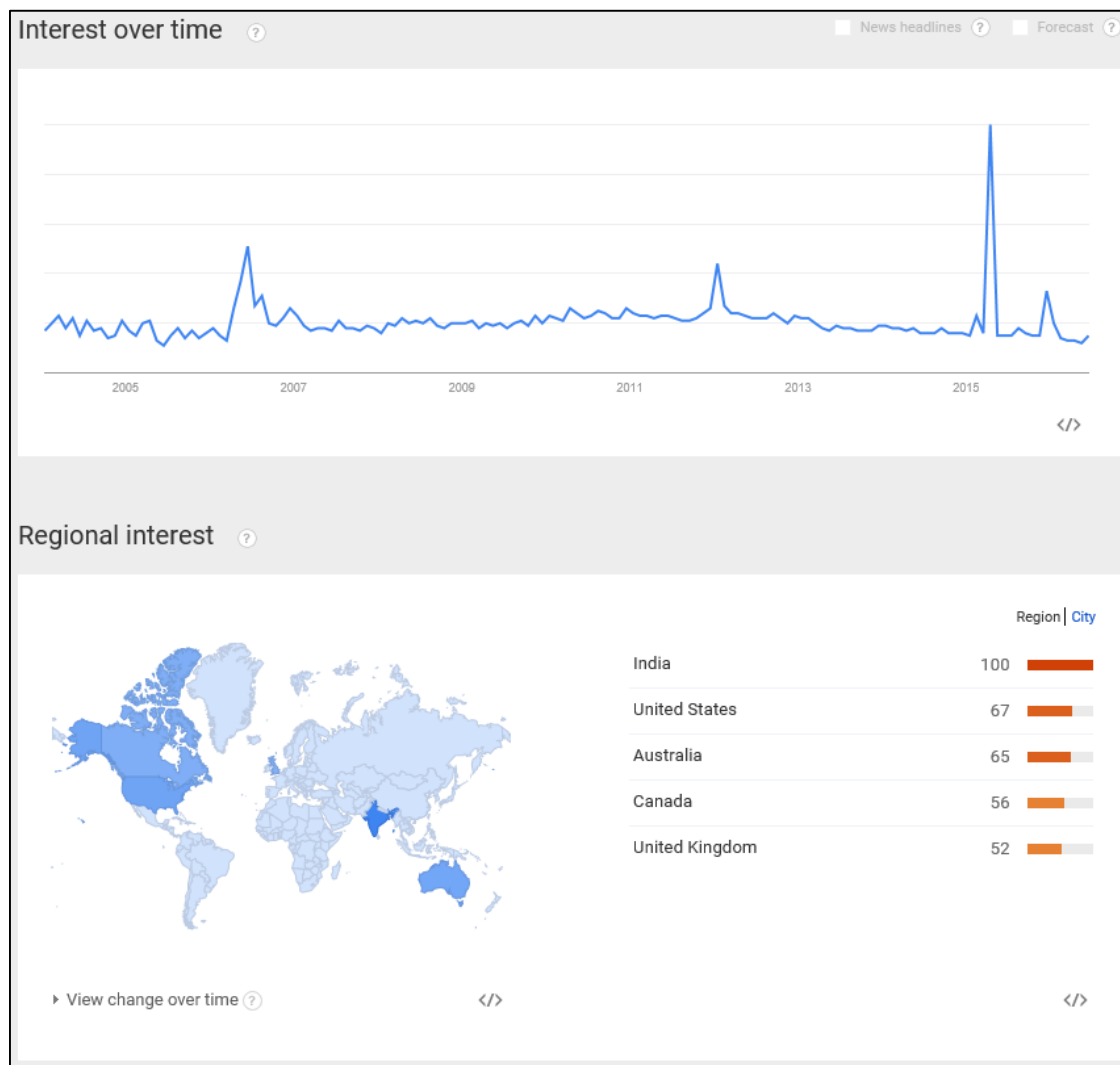 Interest over time ?
News headlines ? Forecast ?
2005 2007 2009 2011 2013 2015
</>
Regional interest ?
Region | City
India 100
United States 67
Australia 65
Canada 56
United Kingdom 52
View change over time ? </> </>